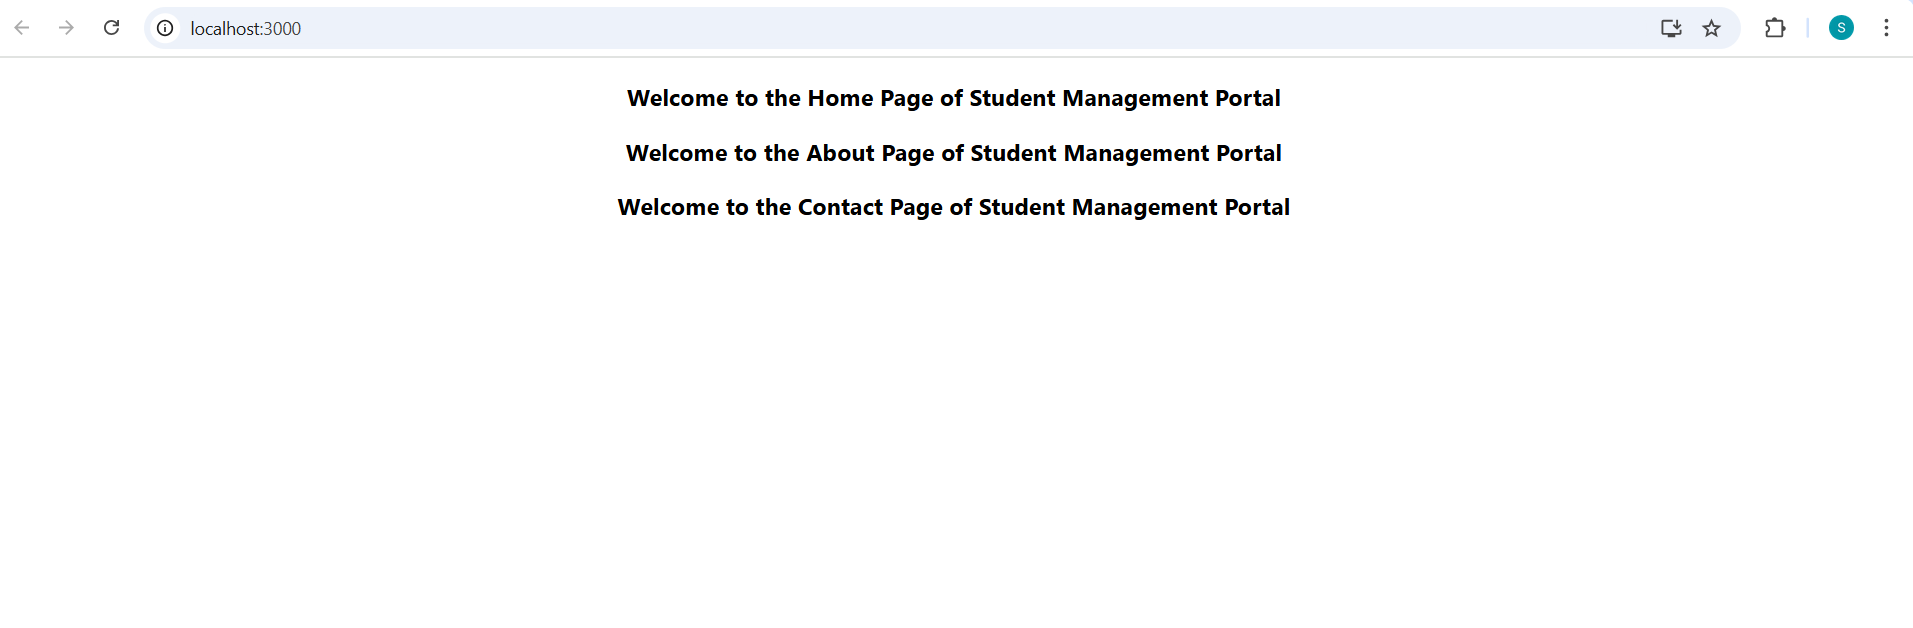 localhost:3000
S
Welcome to the Home Page of Student Management Portal
Welcome to the About Page of Student Management Portal
Welcome to the Contact Page of Student Management Portal